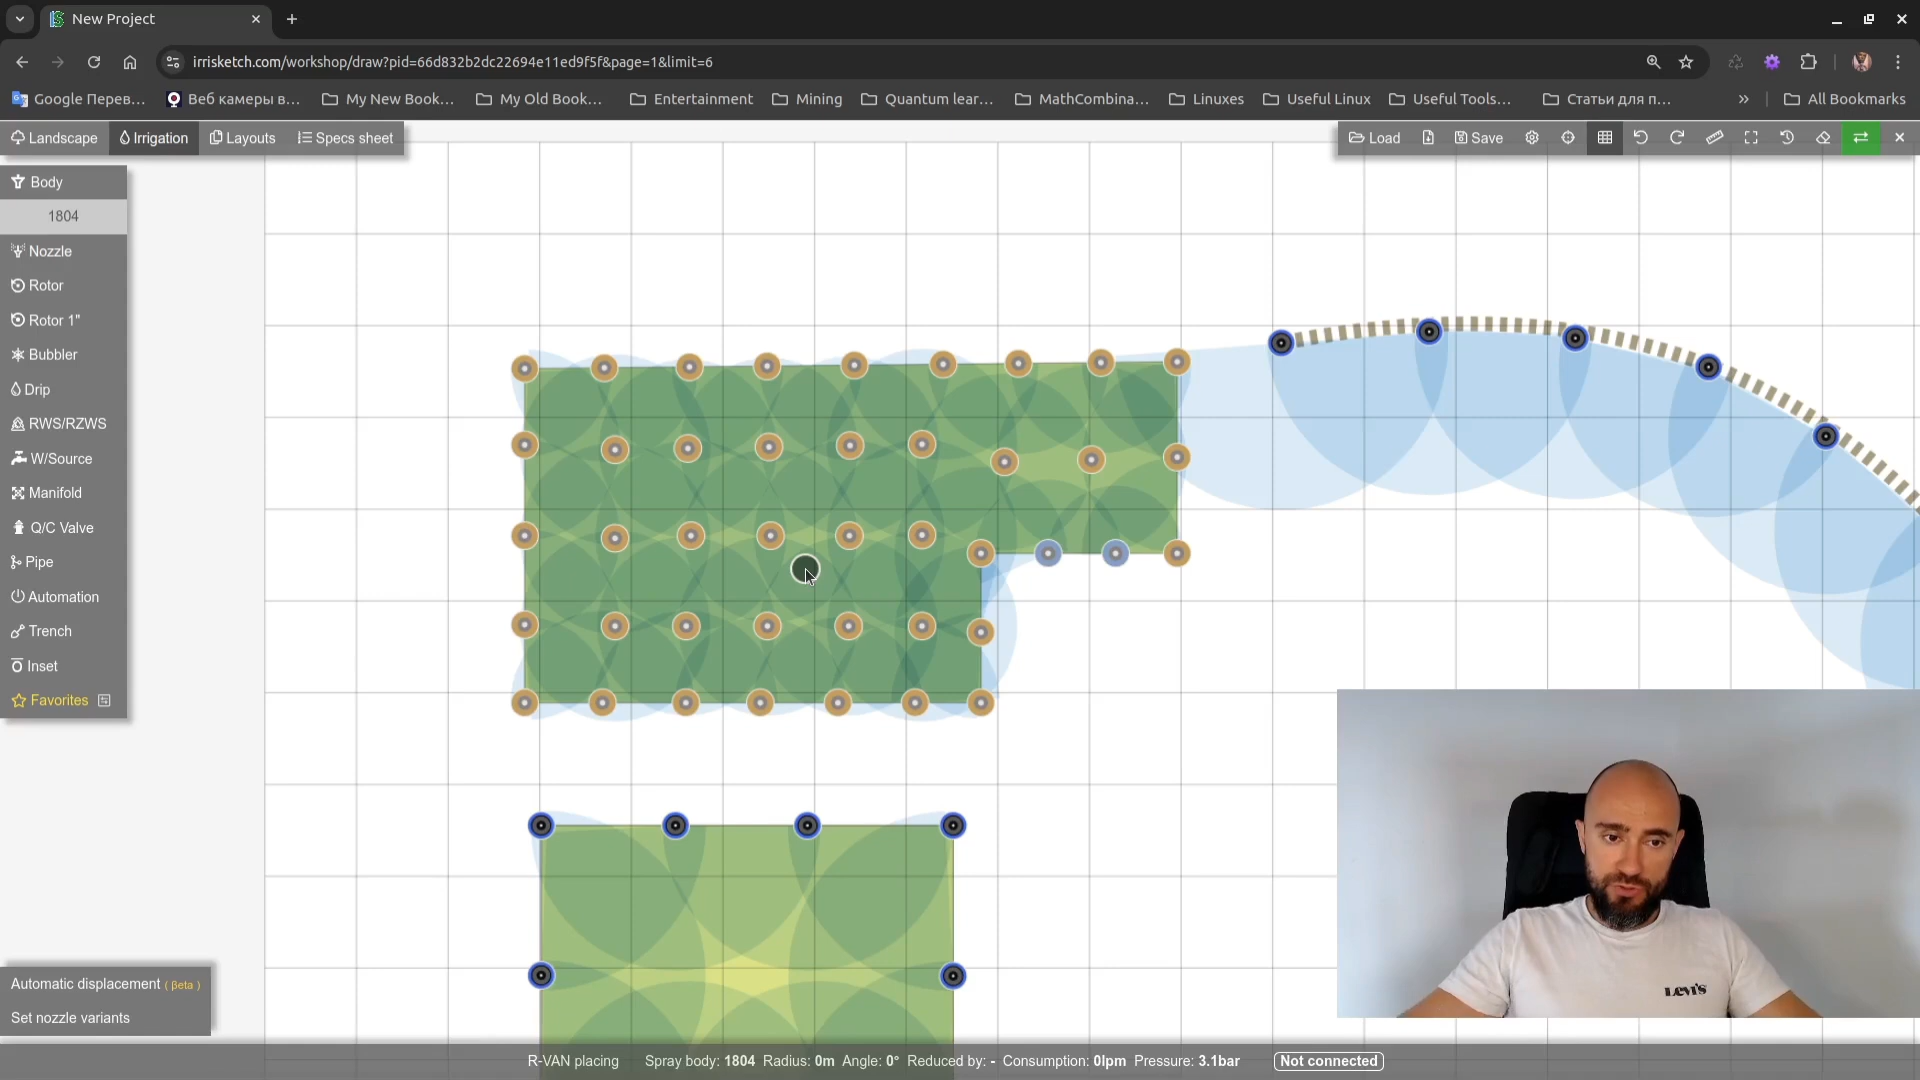 New Project
irrisketch.com/workshop/draw?pid=66d832b2dc22694e11ed9f5f&page=1&limit=6
Google Перев...
Веб камеры в...
My New Book...
My Old Book...
Entertainment
Mining
Quantum lear...
MathCombina...
Linuxes
Useful Linux
Useful Tools...
Статьи для п...
»
All Bookmarks
Landscape
Irrigation
Layouts
Specs sheet
Load
Save
Body
1804
Nozzle
Rotor
Rotor 1"
Bubbler
Drip
RWS/RZWS
W/Source
Manifold
Q/C Valve
Pipe
Automation
Trench
Inset
Favorites
Automatic displacement (βeta)
Set nozzle variants
LEVI'S
R-VAN placing Spray body: 1804 Radius: 0m Angle: 0° Reduced by: - Consumption: 0lpm Pressure: 3.1bar Not connected